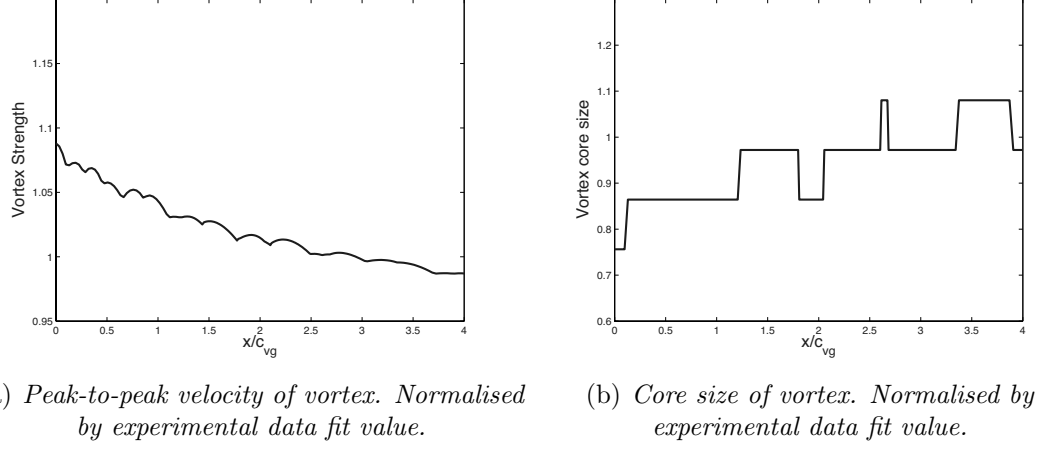 1.15
1.1
1.05
1
0.95
Vortex Strength
0 0.5 1 1.5 2 2.5 3 3.5 4
x/c_vg
1.2
1.1
1
0.9
0.8
0.7
0.6
Vortex core size
0 0.5 1 1.5 2 2.5 3 3.5 4
x/c_vg
) Peak-to-peak velocity of vortex. Normalised
by experimental data fit value.
(b) Core size of vortex. Normalised by
experimental data fit value.